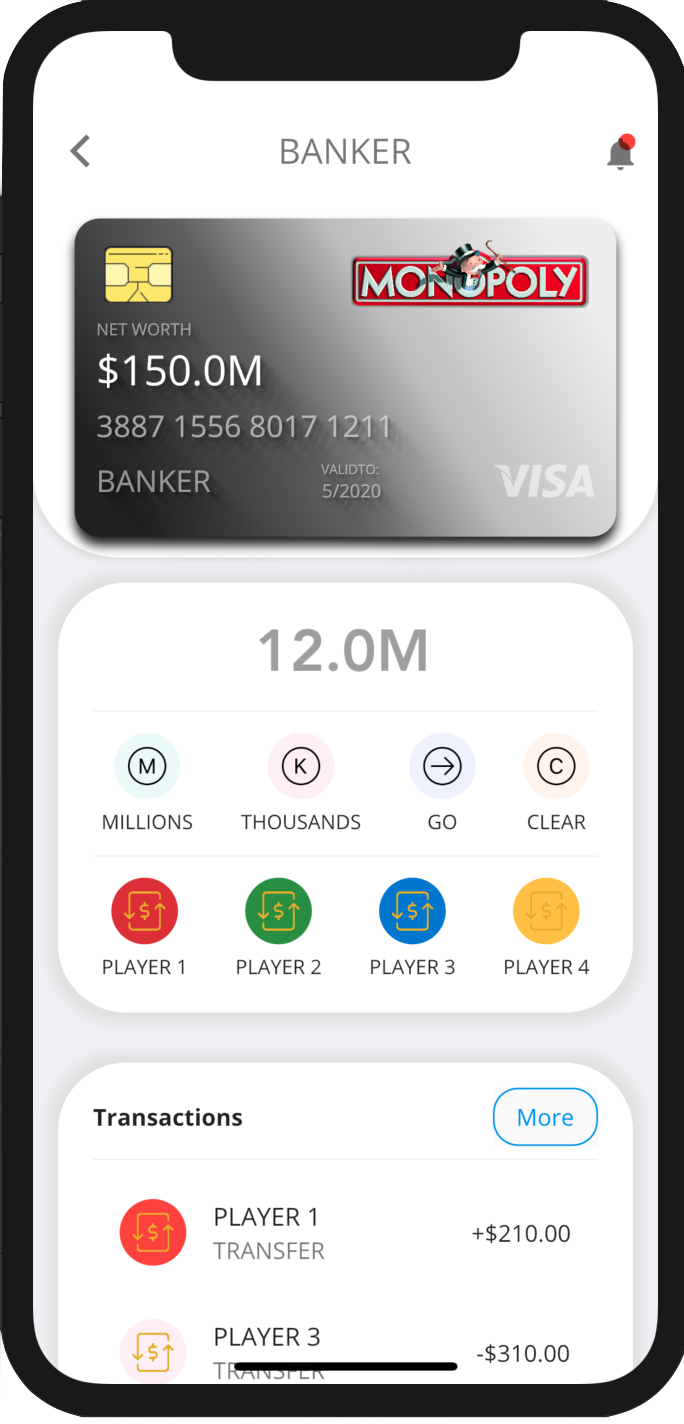 BANKER
MONOPOLY
NET WORTH
$150.0M
3887 1556 8017 1211
BANKER
VALIDTO:
5/2020
VISA
12.0M
M K C
MILLIONS THOUSANDS GO CLEAR
$ $ $ $
PLAYER 1 PLAYER 2 PLAYER 3 PLAYER 4
Transactions More
$ PLAYER 1 +$210.00
TRANSFER
$ PLAYER 3 -$310.00
TRANSFER